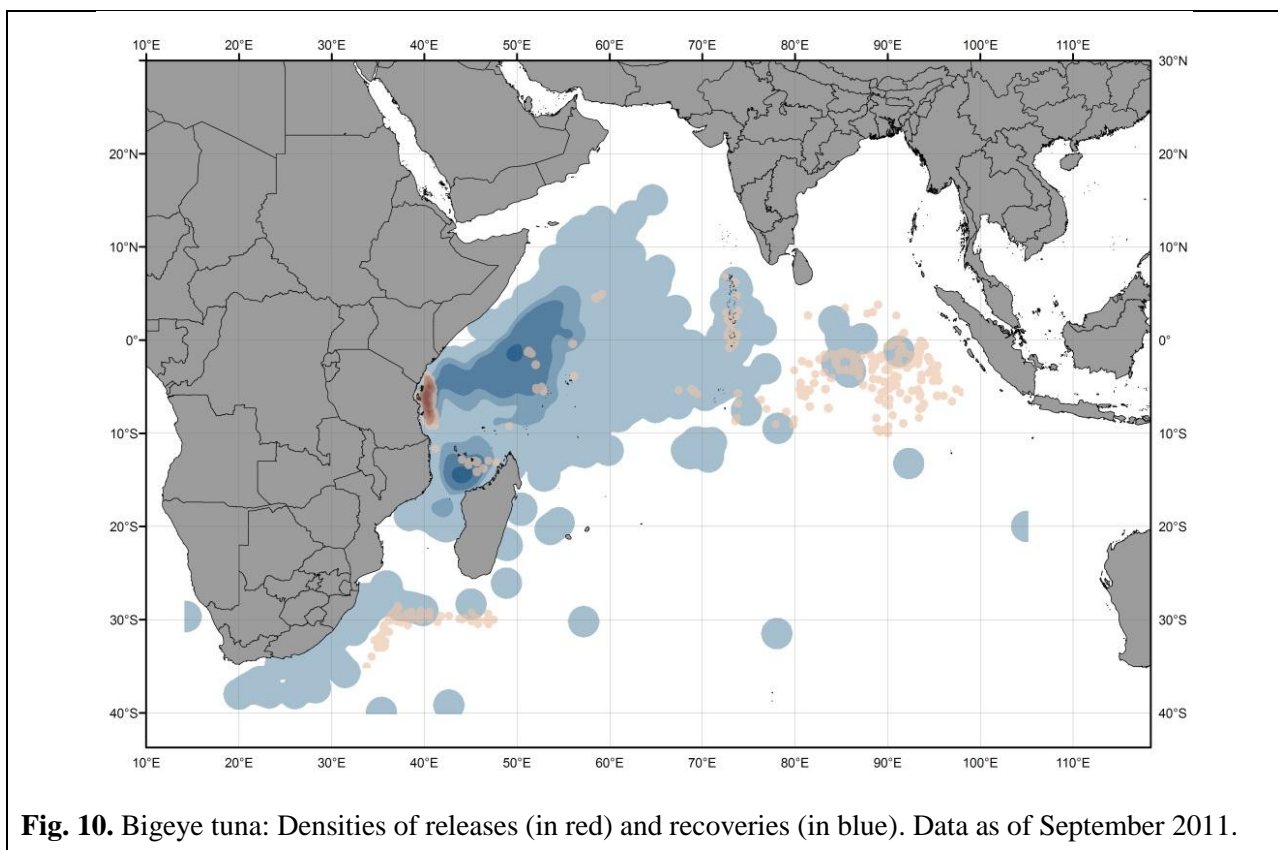 10°E 20°E 30°E 40°E 50°E 60°E 70°E 80°E 90°E 100°E 110°E
30°N
20°N 20°N
10°N 10°N
0° 0°
10°S 10°S
20°S 20°S
30°S 30°S
40°S 40°S
10°E 20°E 30°E 40°E 50°E 60°E 70°E 80°E 90°E 100°E 110°E
Fig. 10. Bigeye tuna: Densities of releases (in red) and recoveries (in blue). Data as of September 2011.